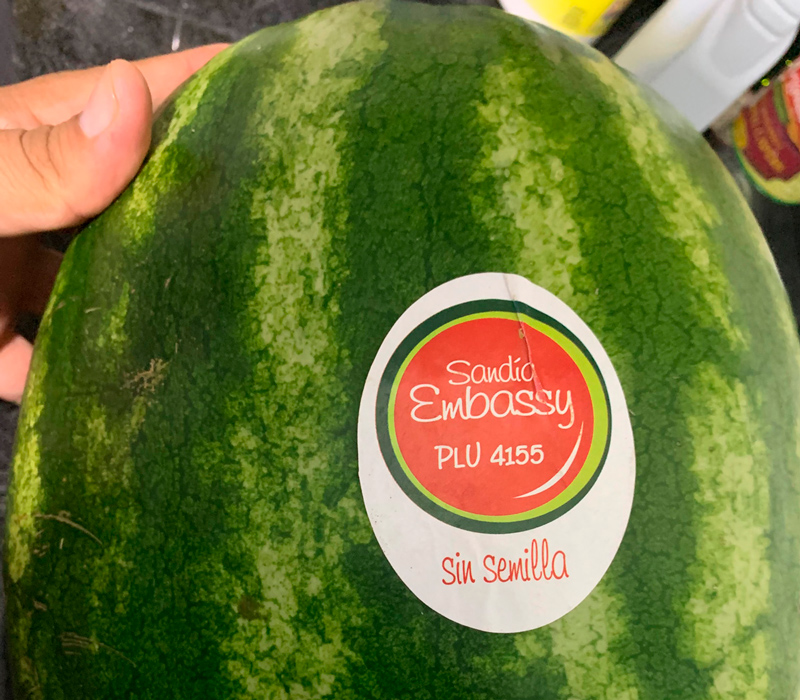 Sandía
Embassy
PLU 4155
sin semilla